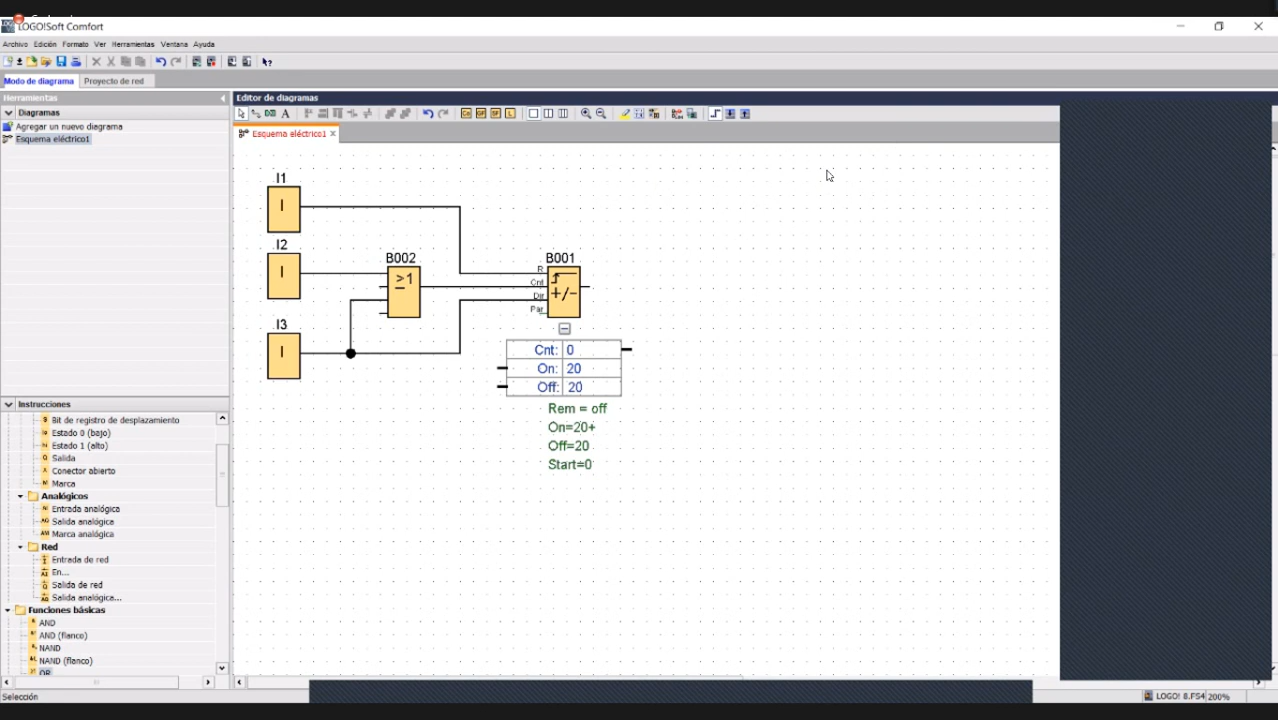 LOGO!Soft Comfort
Archivo Edición Formato Ver Herramientas Ventana Ayuda
Modo de diagrama Proyecto de red
Herramientas
Diagramas
Agregar un nuevo diagrama
Esquema eléctrico1
Instrucciones
Bit de registro de desplazamiento
Estado 0 (bajo)
Estado 1 (alto)
Salida
Conector abierto
Marca
Analógicos
Entrada analógica
Salida analógica
Marca analógica
Red
Entrada de red
En...
Salida de red
Salida analógica...
Funciones básicas
AND
AND (flanco)
NAND
NAND (flanco)
OR
Editor de diagramas
Esquema eléctrico1
I1
I
I2
I
I3
I
B002
≥1
B001
R
Cnt
Dir
Par
+/-
Cnt: 0
On: 20
Off: 20
Rem = off
On=20+
Off=20
Start=0
Selección
LOGO! 8.FS4 200%